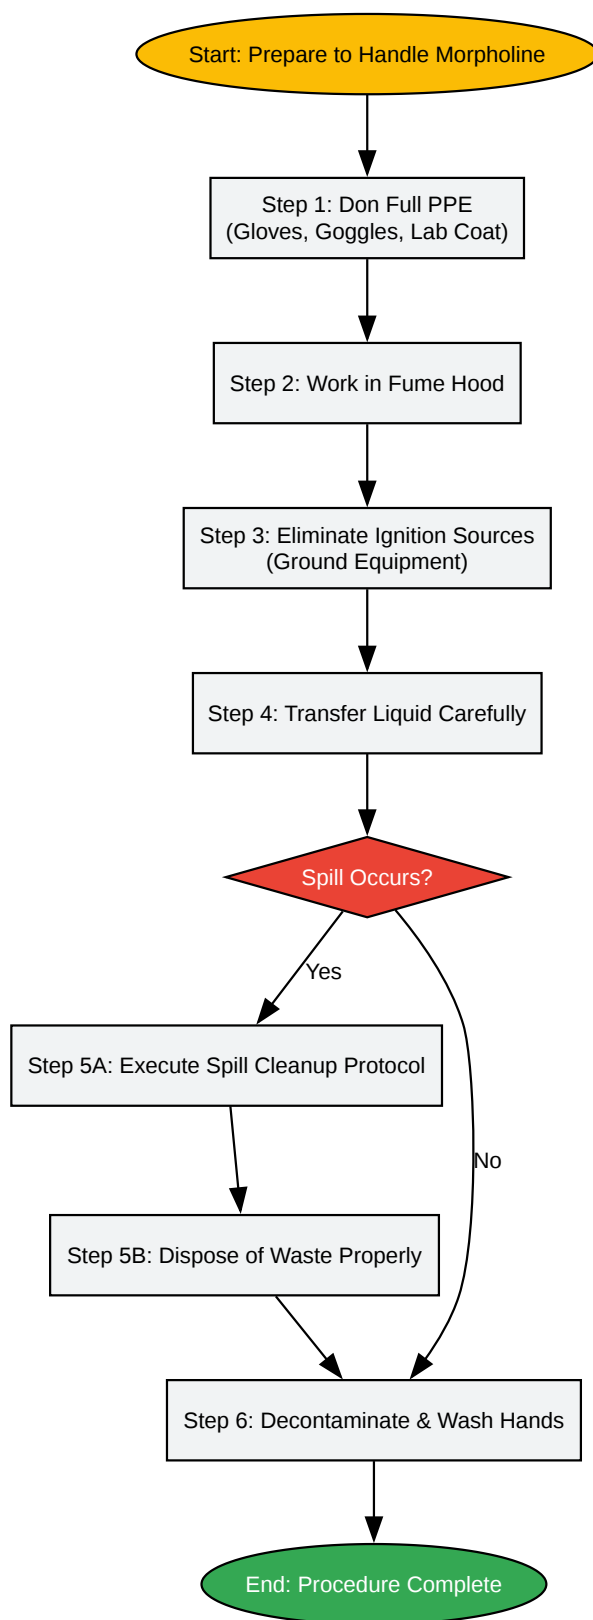 Start: Prepare to Handle Morpholine
Step 1: Don Full PPE
(Gloves, Goggles, Lab Coat)
Step 2: Work in Fume Hood
Step 3: Eliminate Ignition Sources
(Ground Equipment)
Step 4: Transfer Liquid Carefully
Spill Occurs?
Yes
Step 5A: Execute Spill Cleanup Protocol
No
Step 5B: Dispose of Waste Properly
Step 6: Decontaminate & Wash Hands
End: Procedure Complete